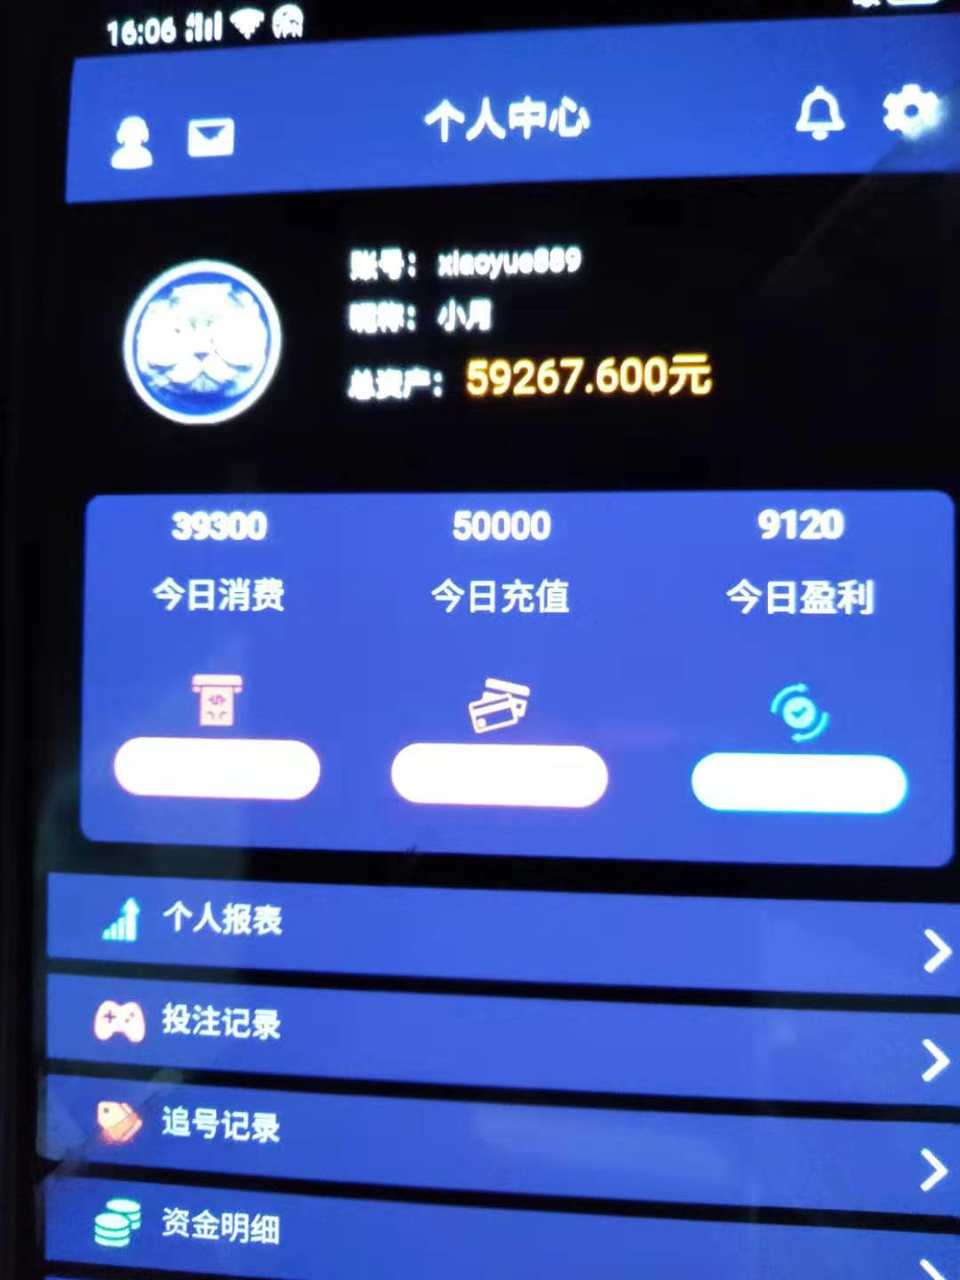 16:06
个人中心
账号： xiaoyue889
昵称： 小月
总资产： 59267.600元
39300 50000 9120
今日消费 今日充值 今日盈利
个人报表
投注记录
追号记录
资金明细